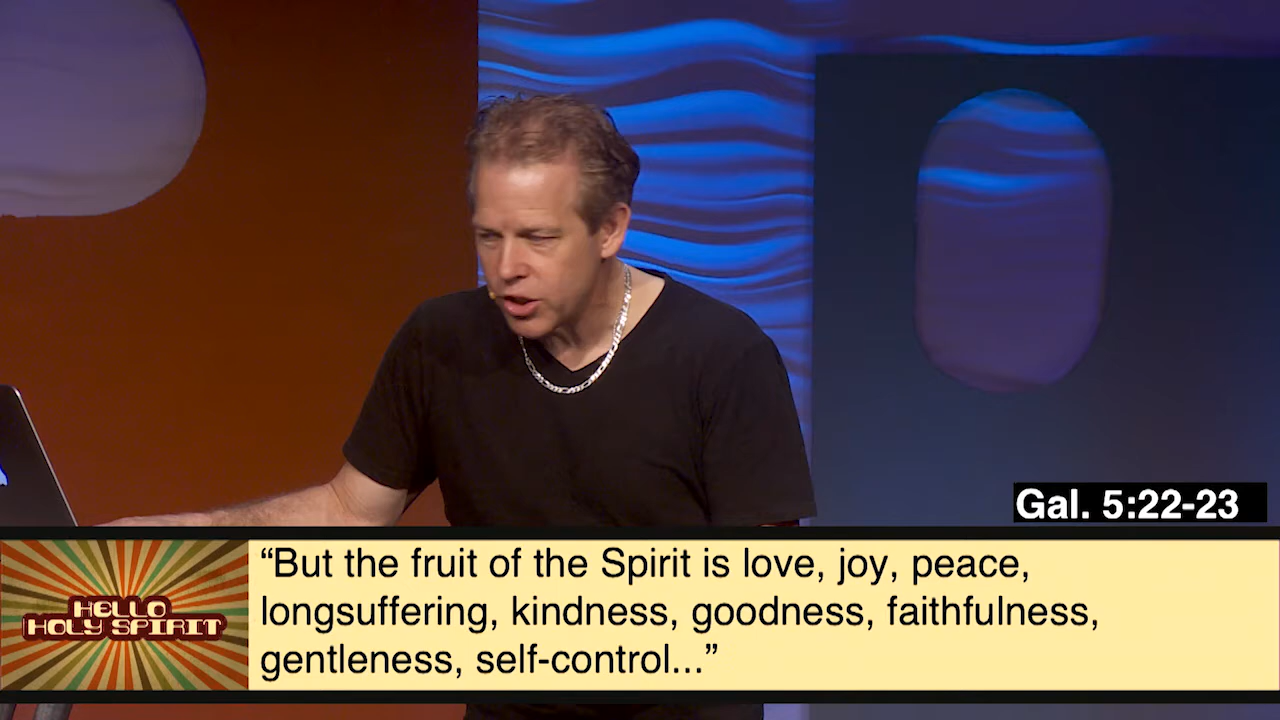 Gal. 5:22-23
HELLO
HOLY SPIRIT
“But the fruit of the Spirit is love, joy, peace,
longsuffering, kindness, goodness, faithfulness,
gentleness, self-control...”